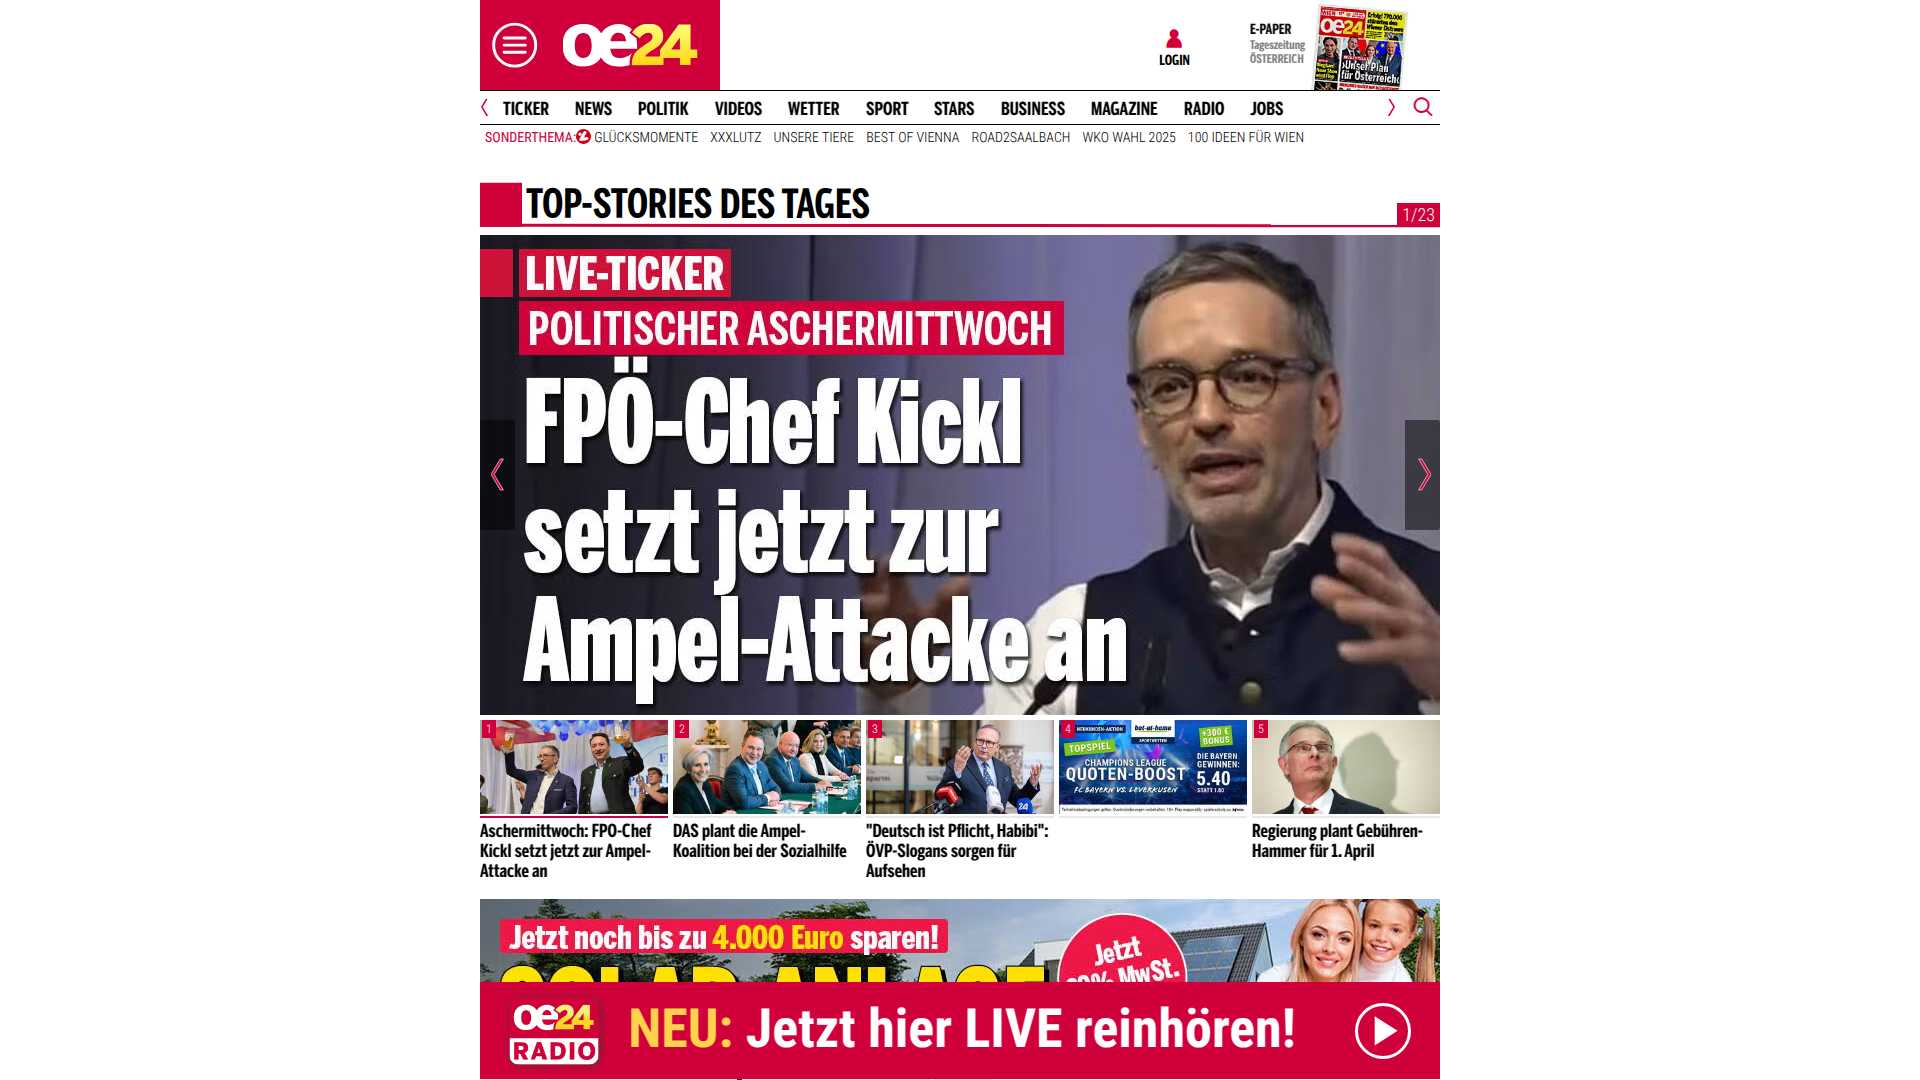 oe24
LOGIN
E-PAPER
Tageszeitung
ÖSTERREICH
oe24
TICKER NEWS POLITIK VIDEOS WETTER SPORT STARS BUSINESS MAGAZINE RADIO JOBS
SONDERTHEMA: GLÜCKSMOMENTE XXXLUTZ UNSERE TIERE BEST OF VIENNA ROAD2SAALBACH WKO WAHL 2025 100 IDEEN FÜR WIEN
TOP-STORIES DES TAGES
1/23
LIVE-TICKER
POLITISCHER ASCHERMITTWOCH
FPÖ-Chef Kickl
setzt jetzt zur
Ampel-Attacke an
1
2
3
4
5
bet-at-home
SPORTWETTEN
+300 €
BONUS
TOPSPIEL
CHAMPIONS LEAGUE
QUOTEN-BOOST
FC BAYERN VS. LEVERKUSEN
DIE BAYERN
GEWINNEN:
5.40
STATT 1.80
Aschermittwoch: FPÖ-Chef
Kickl setzt jetzt zur Ampel-
Attacke an
DAS plant die Ampel-
Koalition bei der Sozialhilfe
"Deutsch ist Pflicht, Habibi":
ÖVP-Slogans sorgen für
Aufsehen
Regierung plant Gebühren-
Hammer für 1. April
Jetzt noch bis zu 4.000 Euro sparen!
Jetzt
MwSt.
oe24
RADIO
NEU: Jetzt hier LIVE reinhören!